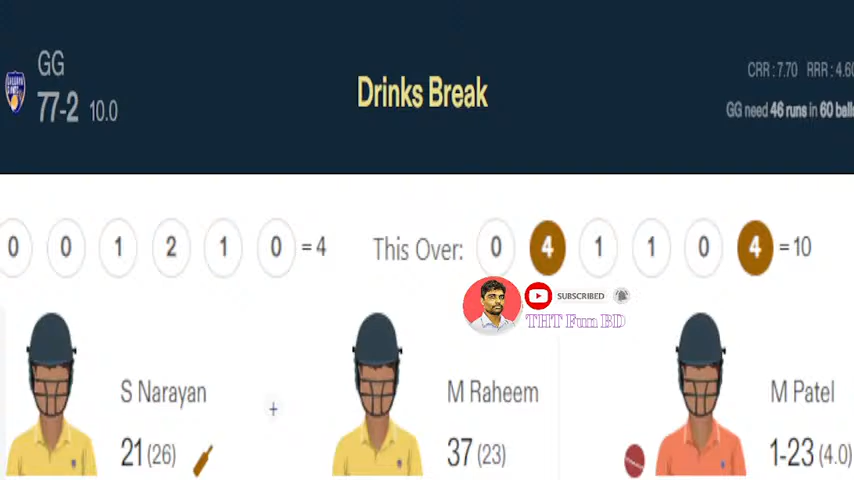 GG
77-2 10.0
Drinks Break
CRR : 7.70 RRR : 4.60
GG need 46 runs in 60 balls
0 0 1 2 1 0 = 4
This Over: 0 4 1 1 0 4 = 10
SUBSCRIBED
THT Fun BD
S Narayan
21 (26)
+
M Raheem
37 (23)
M Patel
1-23 (4.0)